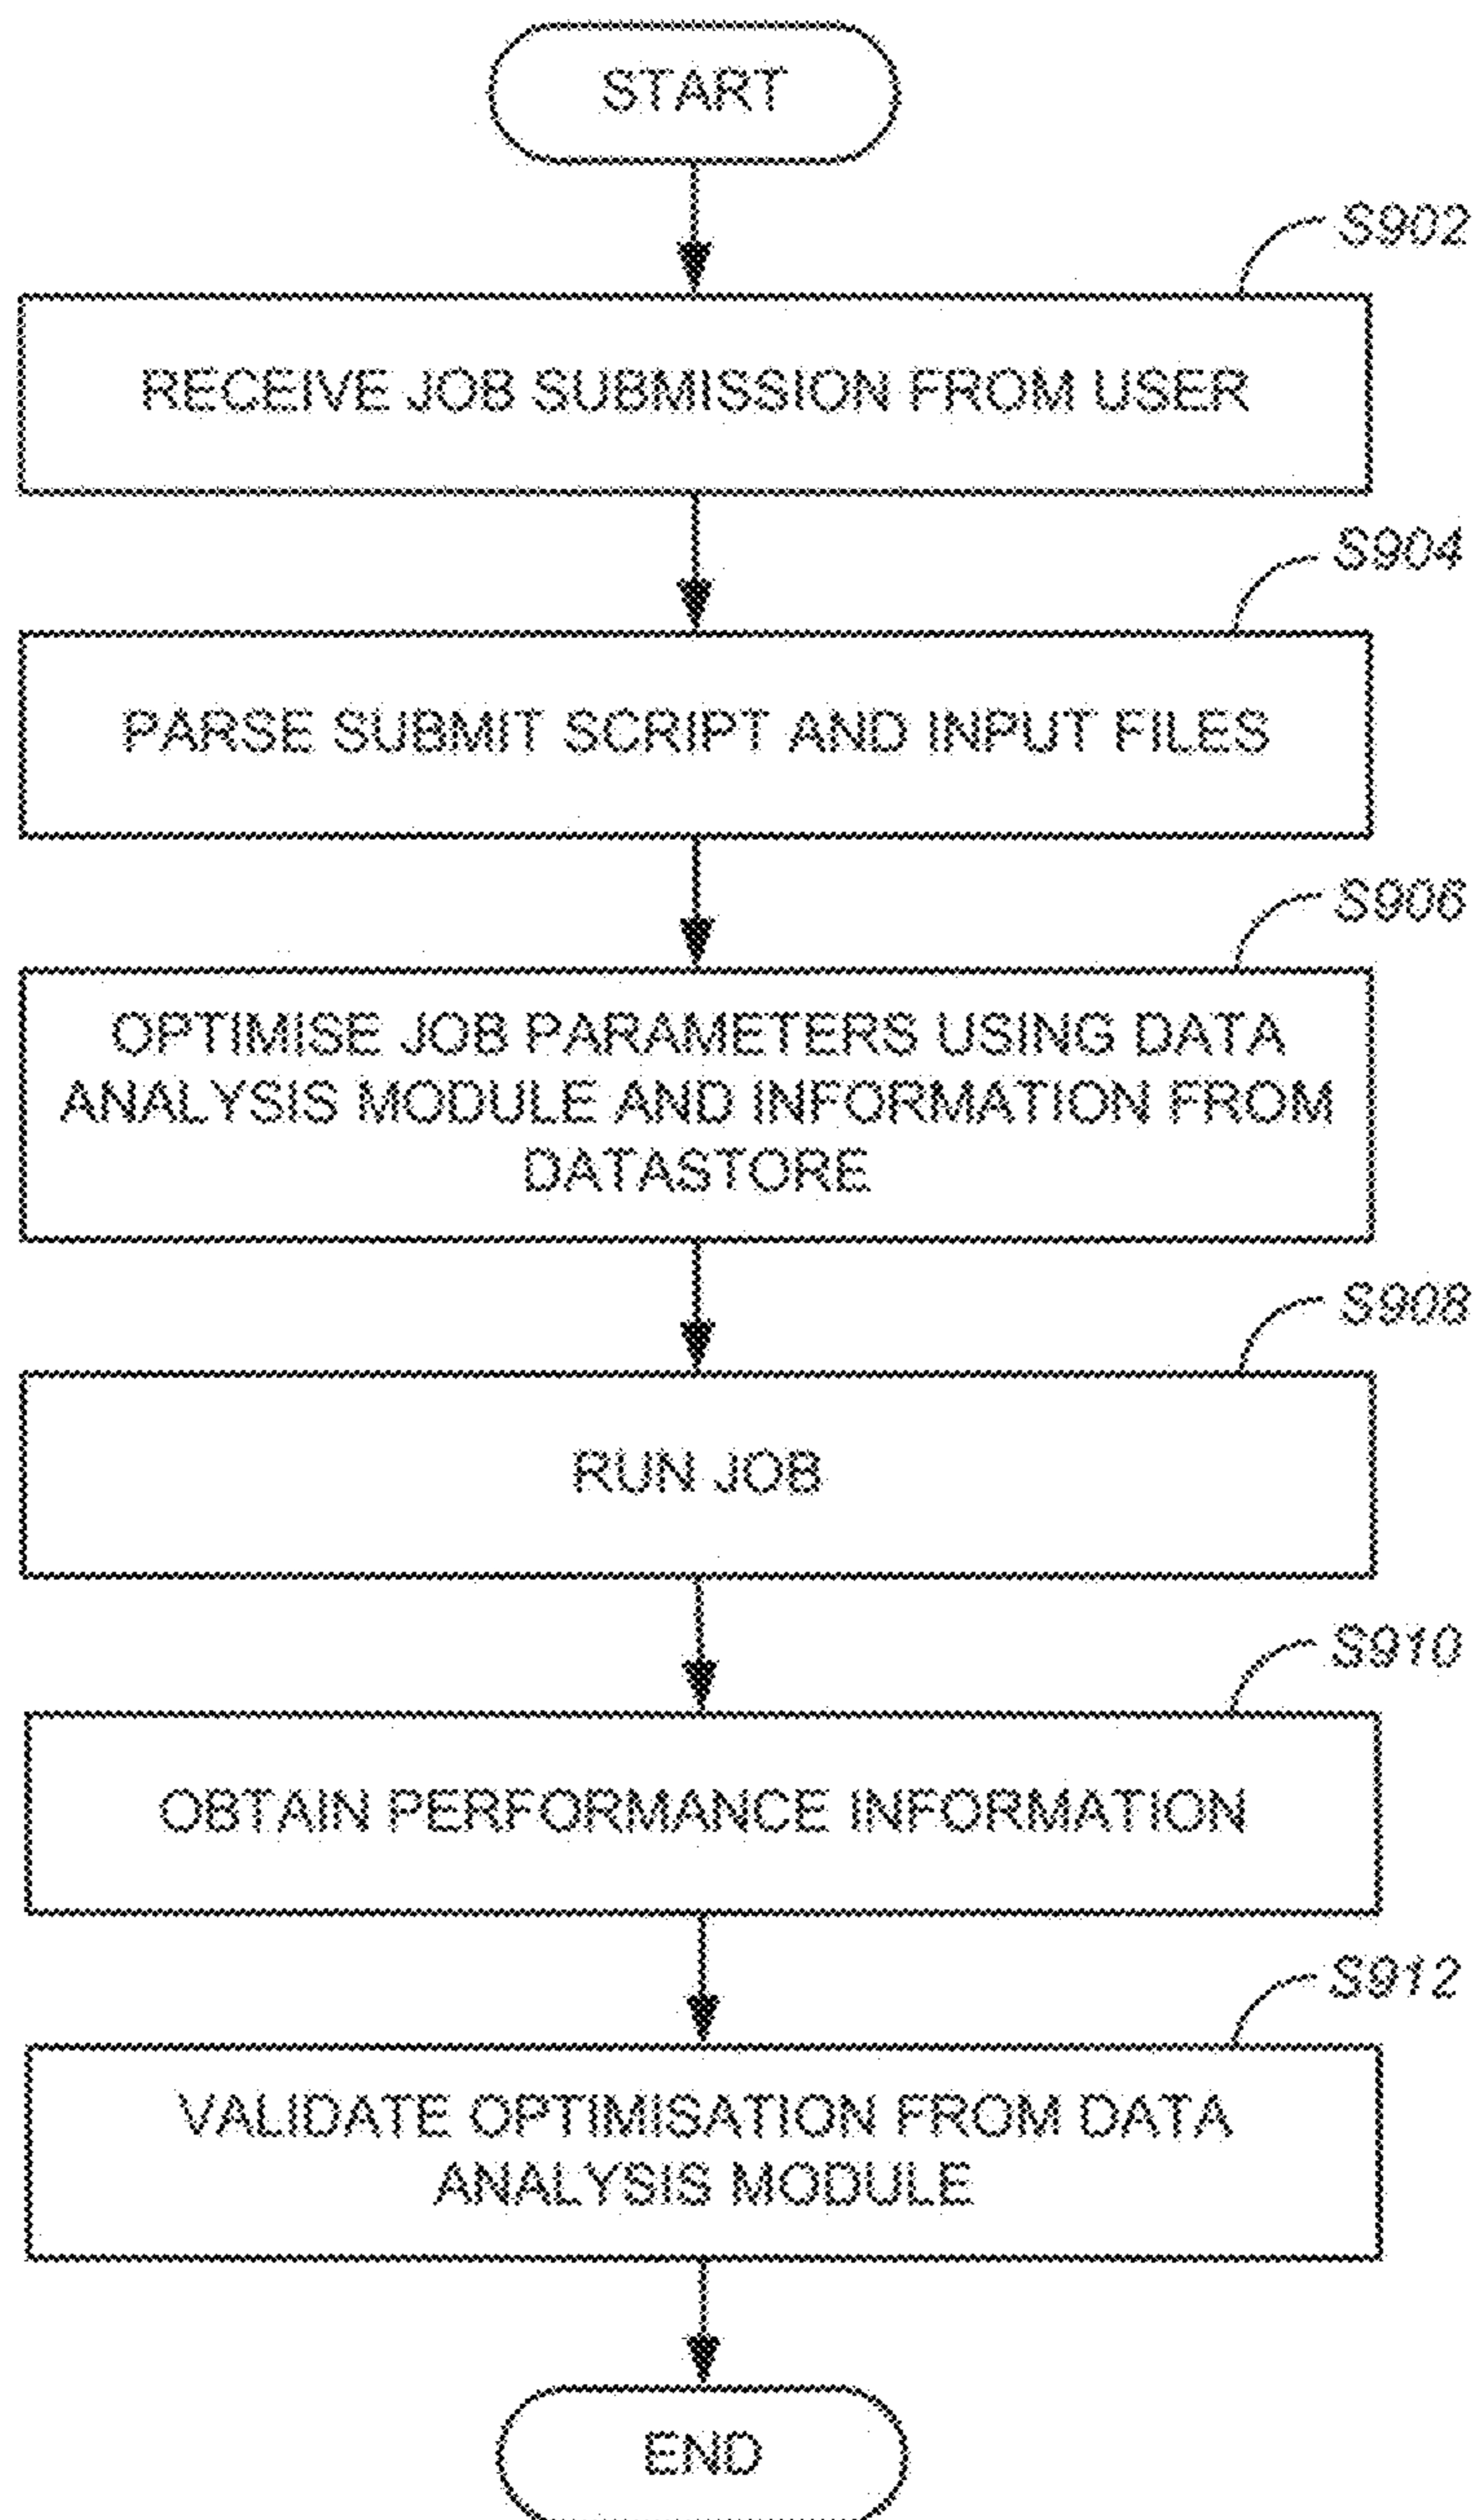 START
S902
RECEIVE JOB SUBMISSION FROM USER
S904
PARSE SUBMIT SCRIPT AND INPUT FILES
S906
OPTIMISE JOB PARAMETERS USING DATA
ANALYSIS MODULE AND INFORMATION FROM
DATASTORE
S908
RUN JOB
S910
OBTAIN PERFORMANCE INFORMATION
S912
VALIDATE OPTIMISATION FROM DATA
ANALYSIS MODULE
END